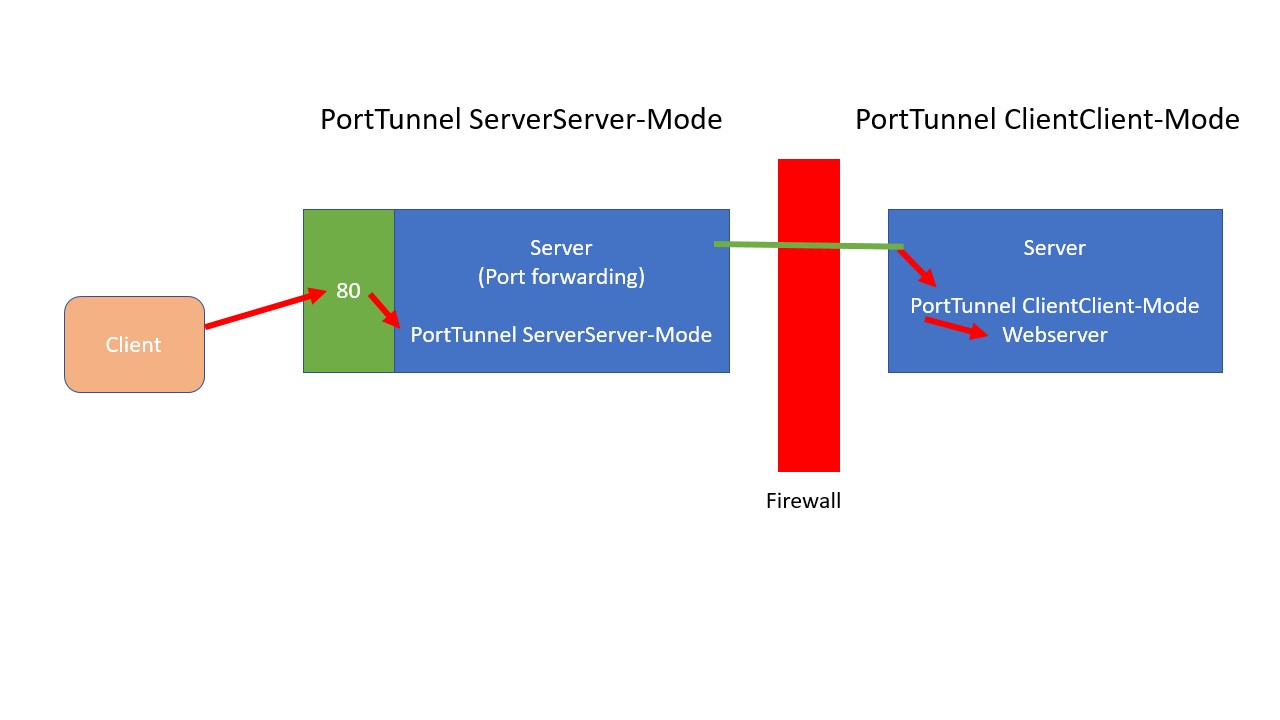 PortTunnel ServerServer-Mode
PortTunnel ClientClient-Mode
Client
80
Server
(Port forwarding)
PortTunnel ServerServer-Mode
Server
PortTunnel ClientClient-Mode
Webserver
Firewall